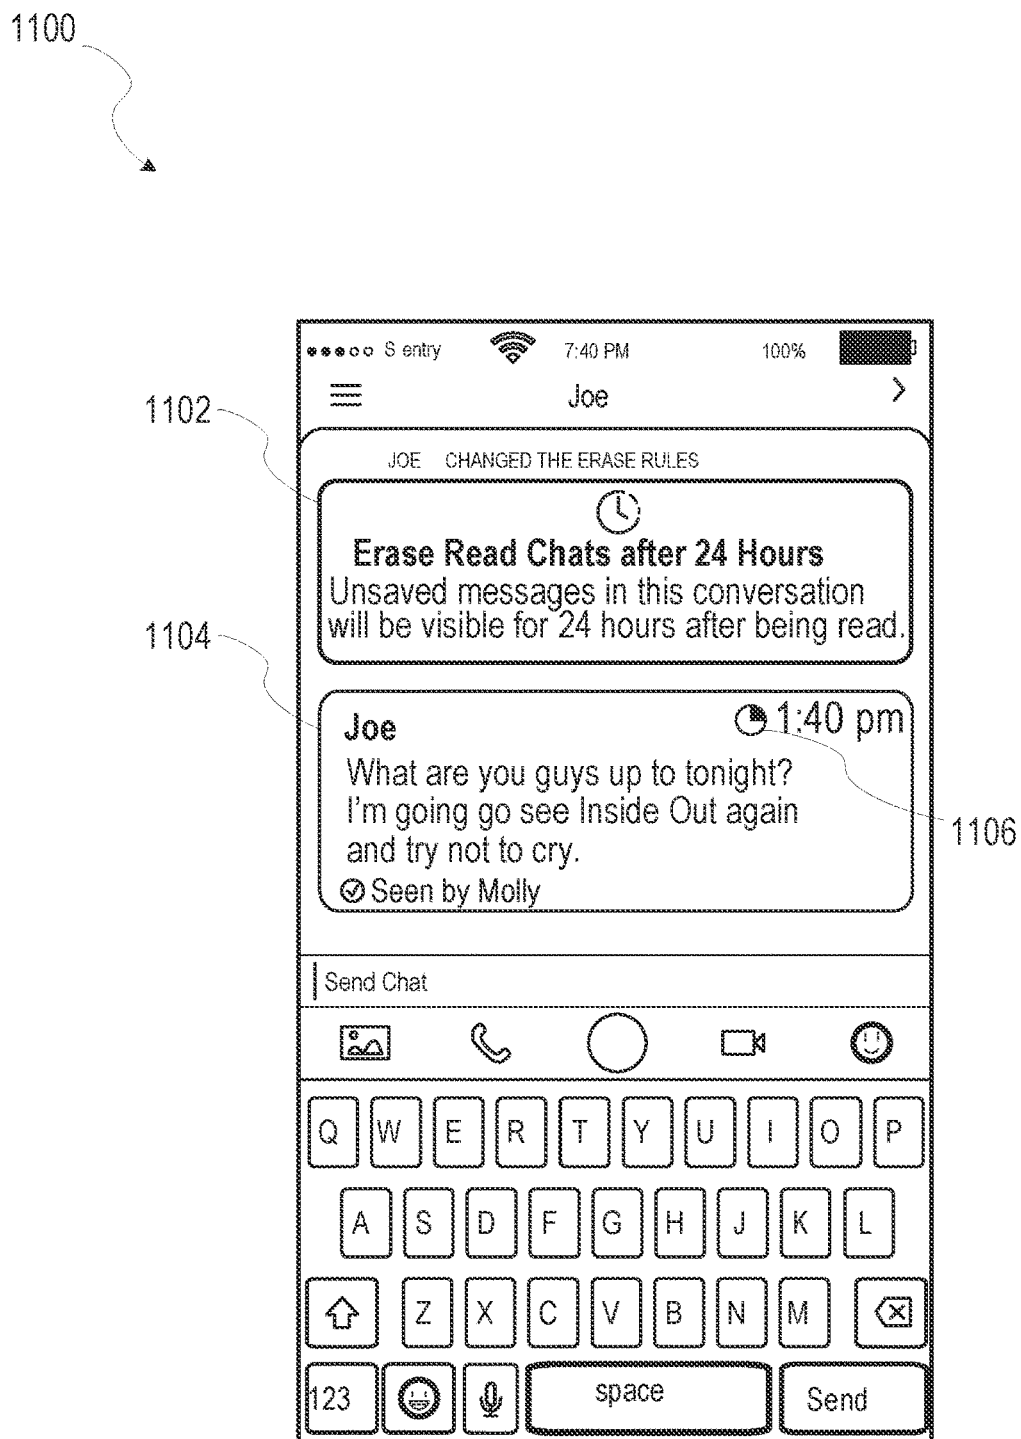 1100
S entry 7:40 PM 100%
Joe
1102
JOE CHANGED THE ERASE RULES
Erase Read Chats after 24 Hours
Unsaved messages in this conversation
will be visible for 24 hours after being read.
1104
Joe 1:40 pm
What are you guys up to tonight?
I'm going go see Inside Out again
and try not to cry.
1106
Seen by Molly
Send Chat
Q W E R T Y U I O P
A S D F G H J K L
Z X C V B N M
123 space Send